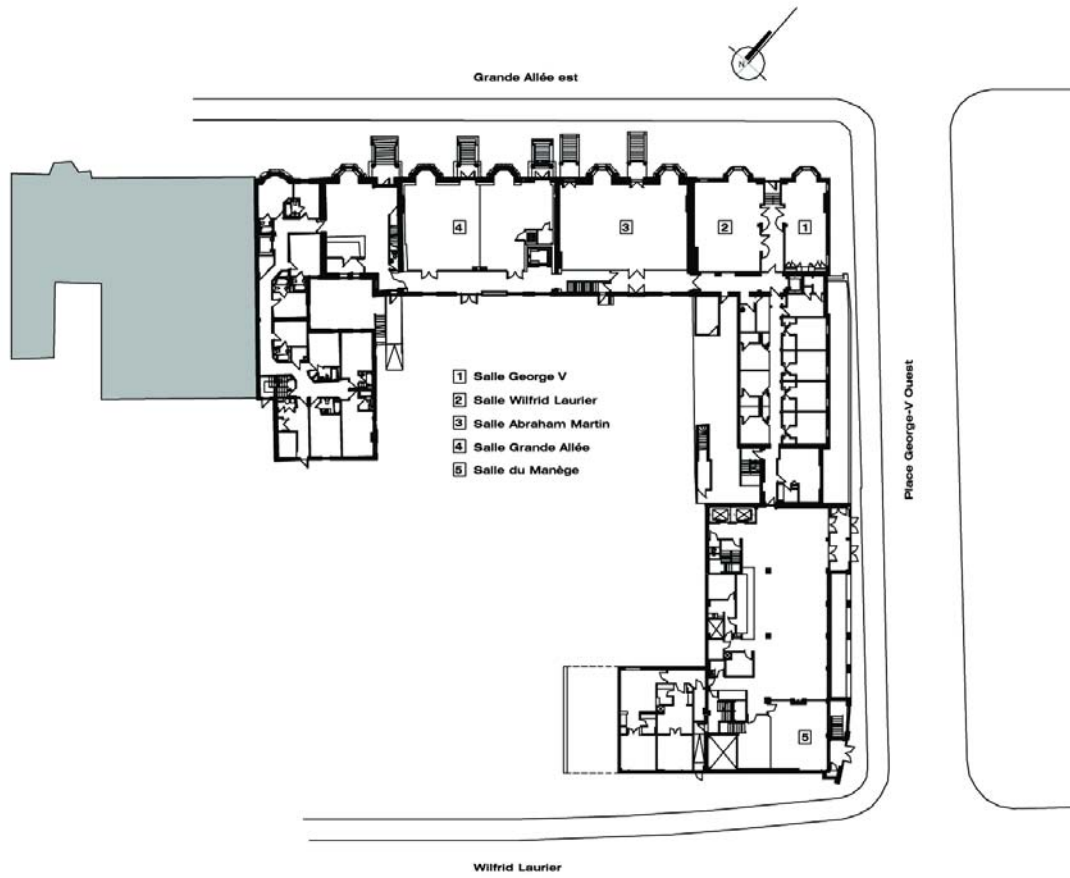 N
Grande Allée est
4
3
2
1
1 Salle George V
2 Salle Wilfrid Laurier
3 Salle Abraham Martin
4 Salle Grande Allée
5 Salle du Manège
Place George-V Ouest
5
Wilfrid Laurier